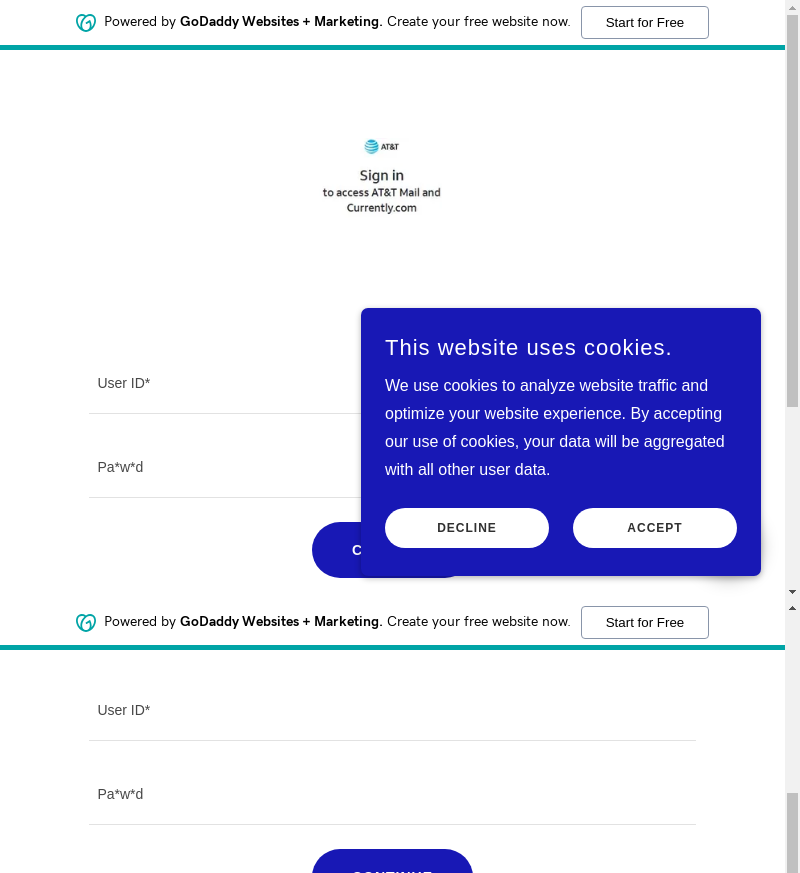 Powered by GoDaddy Websites + Marketing. Create your free website now. Start for Free
AT&T
Sign in
to access AT&T Mail and
Currently.com
This website uses cookies.
We use cookies to analyze website traffic and
optimize your website experience. By accepting
our use of cookies, your data will be aggregated
with all other user data.
DECLINE ACCEPT
User ID*
Pa*w*d
Powered by GoDaddy Websites + Marketing. Create your free website now. Start for Free
User ID*
Pa*w*d
CONTINUE